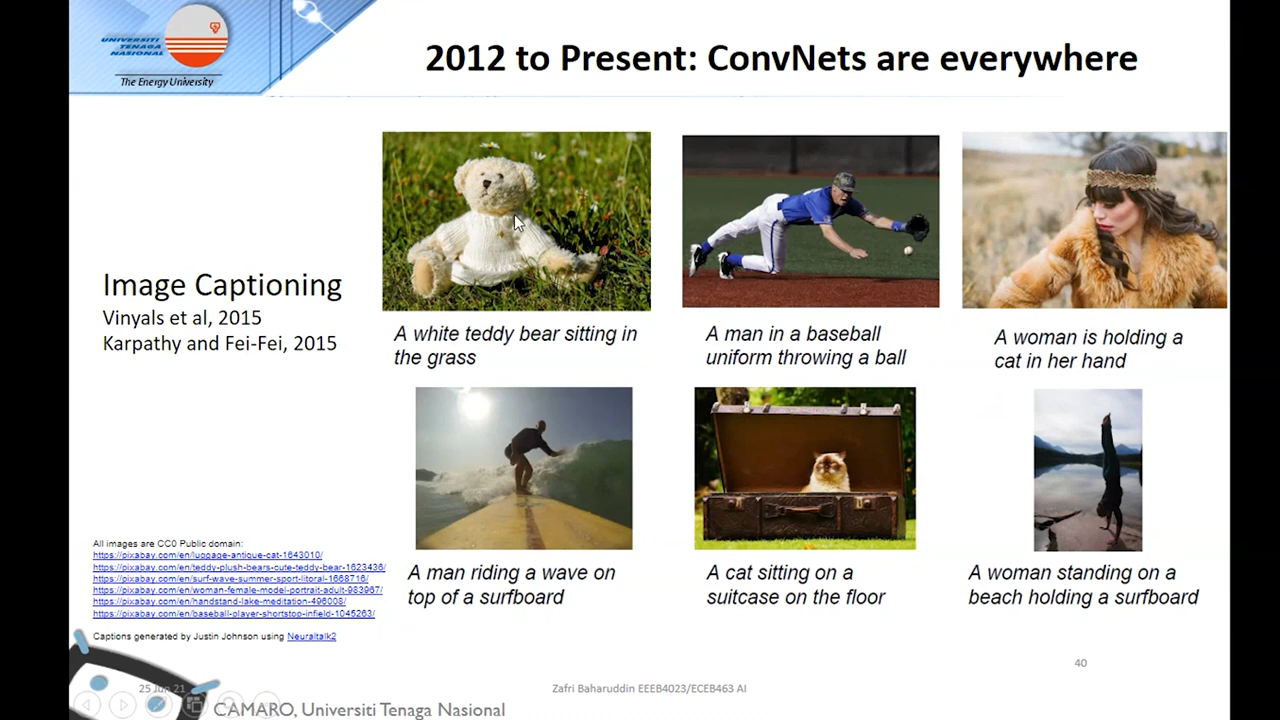 UNIVERSITI
TENAGA
NASIONAL
The Energy University
2012 to Present: ConvNets are everywhere
Image Captioning
Vinyals et al, 2015
Karpathy and Fei-Fei, 2015
A white teddy bear sitting in
the grass
A man in a baseball
uniform throwing a ball
A woman is holding a
cat in her hand
A man riding a wave on
top of a surfboard
A cat sitting on a
suitcase on the floor
A woman standing on a
beach holding a surfboard
All images are CC0 Public domain:
https://pixabay.com/en/luggage-antique-cat-1643010/
https://pixabay.com/en/teddy-plush-bears-cute-teddy-bear-1623436/
https://pixabay.com/en/surf-wave-summer-sport-litoral-1668716/
https://pixabay.com/en/woman-female-model-portrait-adult-983967/
https://pixabay.com/en/handstand-lake-meditation-496008/
https://pixabay.com/en/baseball-player-shortstop-infield-1045263/
Captions generated by Justin Johnson using Neuraltalk2
40
25 Jun 21
Zafri Baharuddin EEEB4023/ECEB463 AI
CAMARO, Universiti Tenaga Nasional